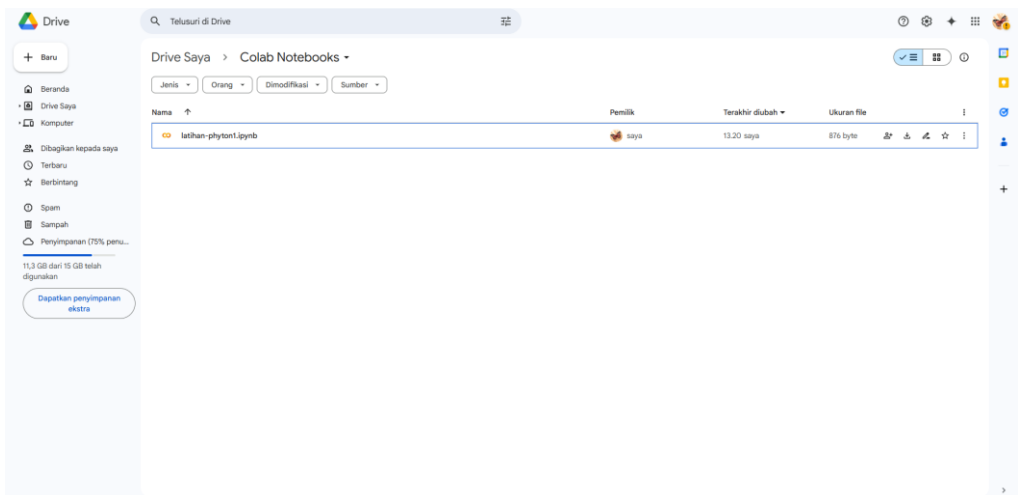 Drive
Telusuri di Drive
Baru
Drive Saya > Colab Notebooks
Jenis Orang Dimodifikasi Sumber
Beranda
Drive Saya
Komputer
Dibagikan kepada saya
Terbaru
Berbintang
Spam
Sampah
Penyimpanan (75% penu...
11,3 GB dari 15 GB telah
digunakan
Dapatkan penyimpanan
ekstra
Nama Pemilik Terakhir diubah Ukuran file
latihan-phyton1.ipynb saya 13.20 saya 876 byte